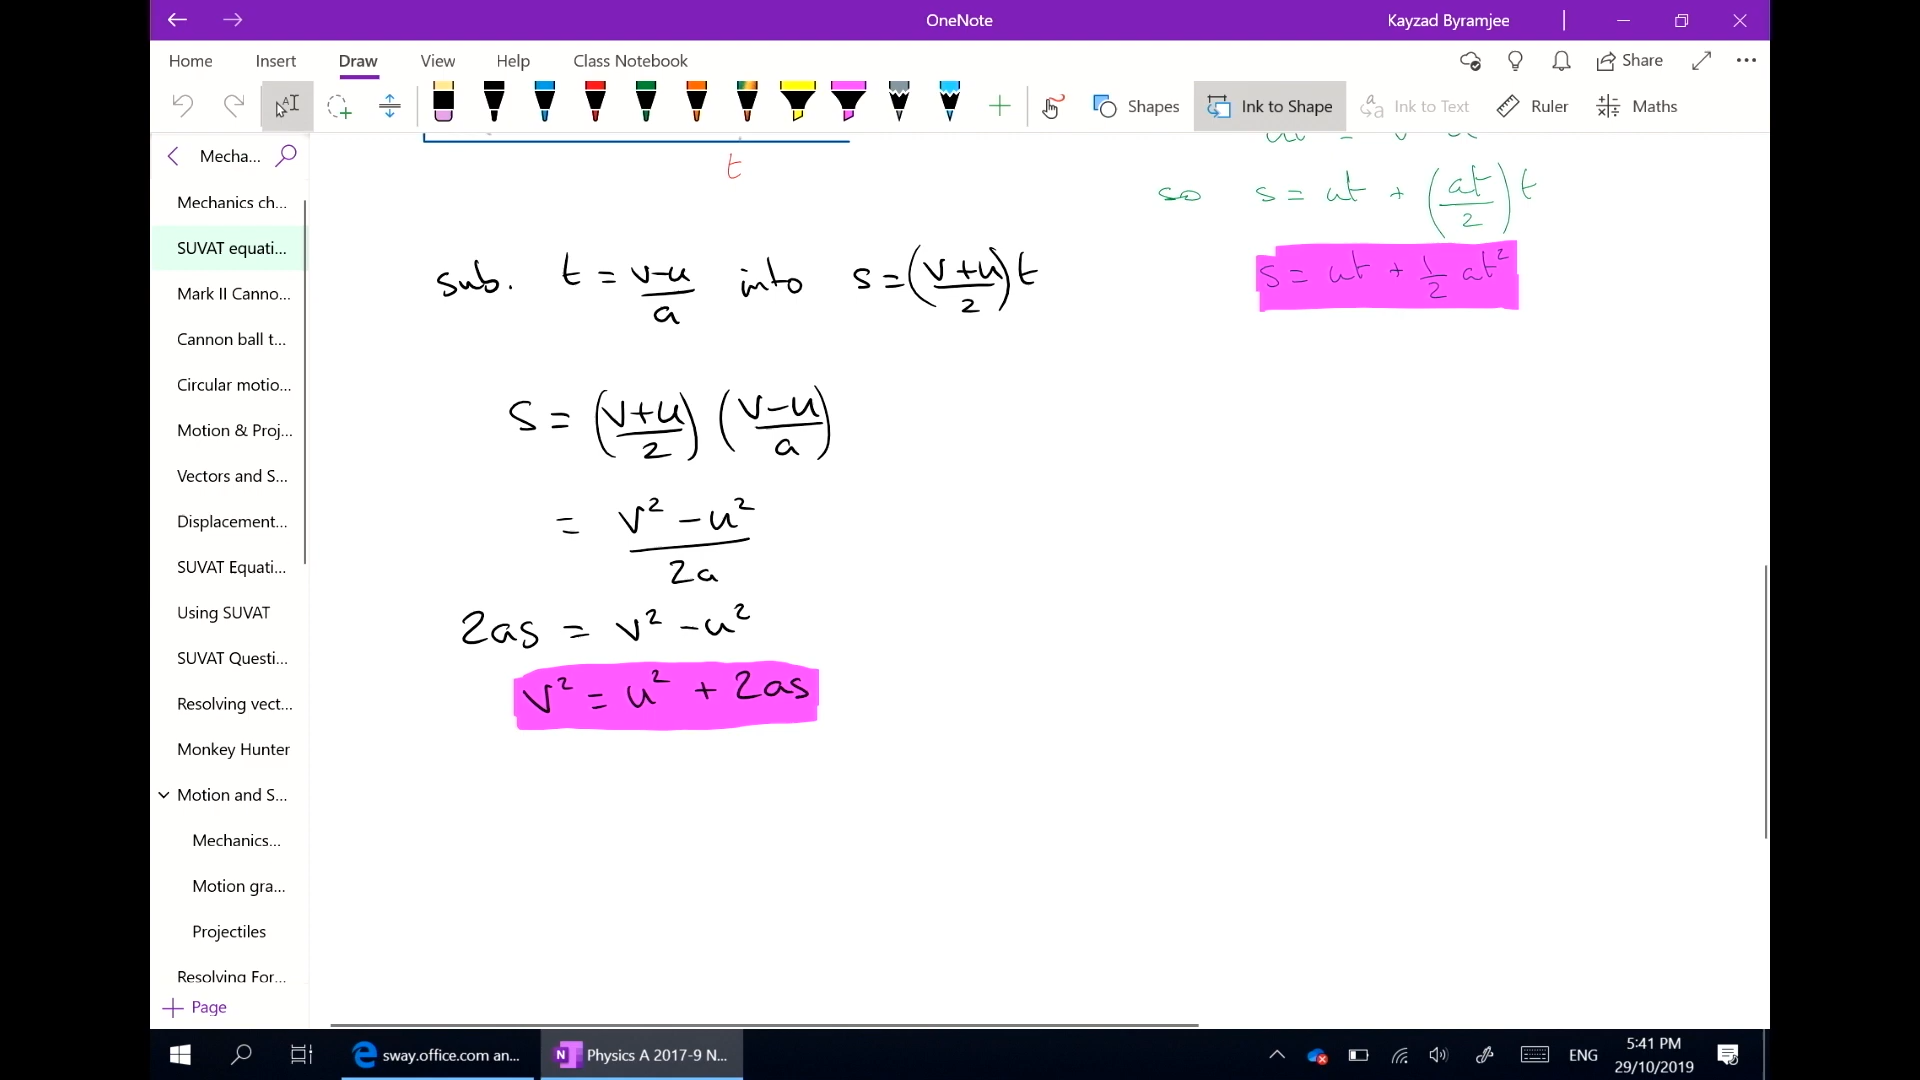 OneNote
Kayzad Byramjee
Home Insert Draw View Help Class Notebook
Share
Shapes Ink to Shape Ink to Text Ruler Maths
Mecha...
Mechanics ch...
SUVAT equati...
Mark II Canno...
Cannon ball t...
Circular motio...
Motion & Proj...
Vectors and S...
Displacement...
SUVAT Equati...
Using SUVAT
SUVAT Questi...
Resolving vect...
Monkey Hunter
Motion and S...
Mechanics...
Motion gra...
Projectiles
Resolving For...
Page
t
sub. t = (v-u)/a into s = ((v+u)/2)t
s = ((v+u)/2)((v-u)/a)
= (v² - u²)/2a
2as = v² - u²
v² = u² + 2as
so s = ut + (at/2)t
s = ut + 1/2 at²
sway.office.com an...
Physics A 2017-9 N...
ENG
5:41 PM
29/10/2019